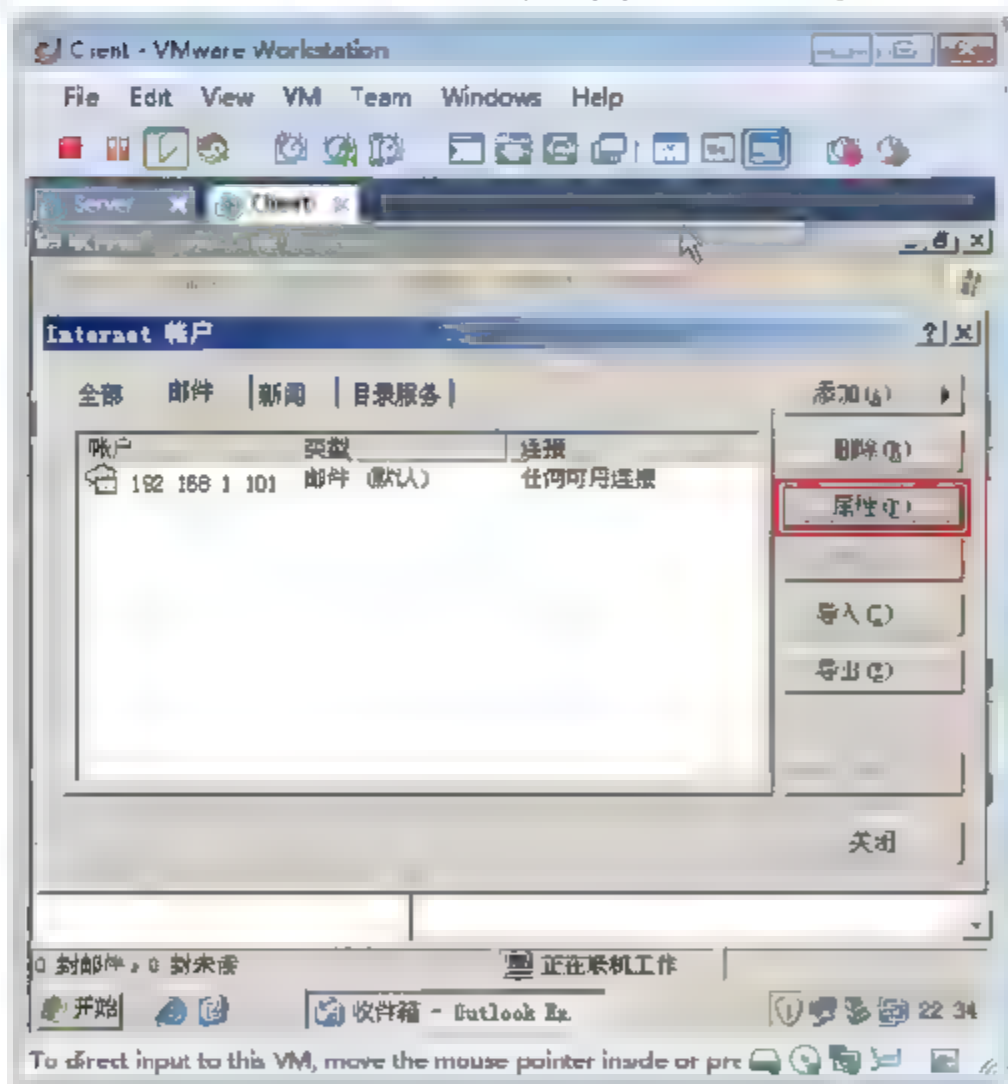 Client - VMware Workstation
File Edit View VM Team Windows Help
Server Client
Internet 帐户
全部 邮件 新闻 目录服务
添加(A)
帐户 类型 连接
删除(R)
192 168 1 101 邮件 (默认) 任何可用连接
属性(P)
导入(I)
导出(E)
关闭
0 封邮件，0 封未读 正在联机工作
开始 收件箱 - Outlook Ex. 22 34
To direct input to this VM, move the mouse pointer inside or pre